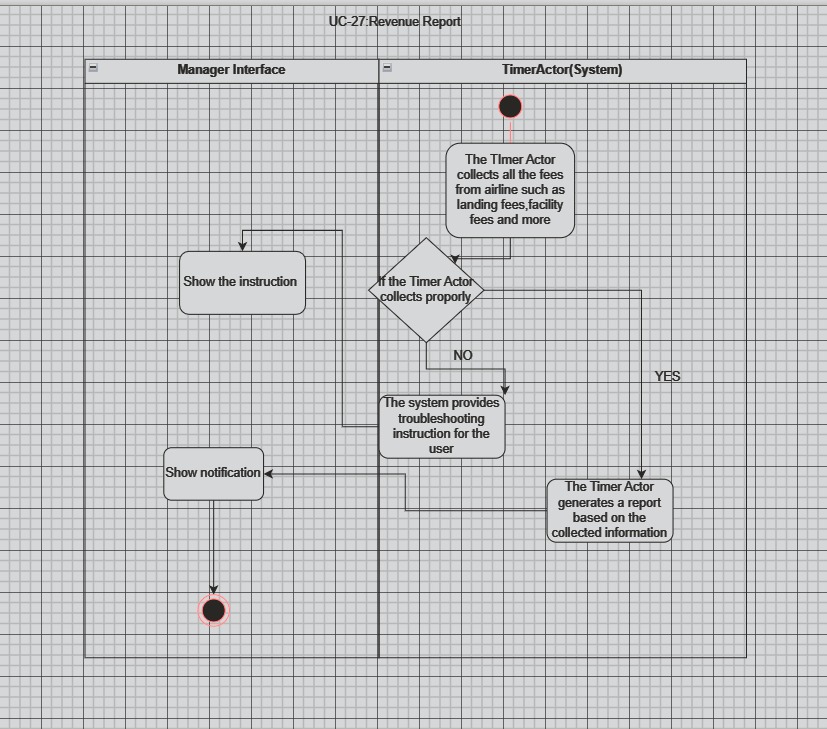 UC-27:Revenue Report
Manager Interface
TimerActor(System)
The TImer Actor
collects all the fees
from airline such as
landing fees,facility
fees and more
Show the instruction
If the Timer Actor
collects proporly
NO
YES
The system provides
troubleshooting
instruction for the
user
Show notification
The Timer Actor
generates a report
based on the
collected information